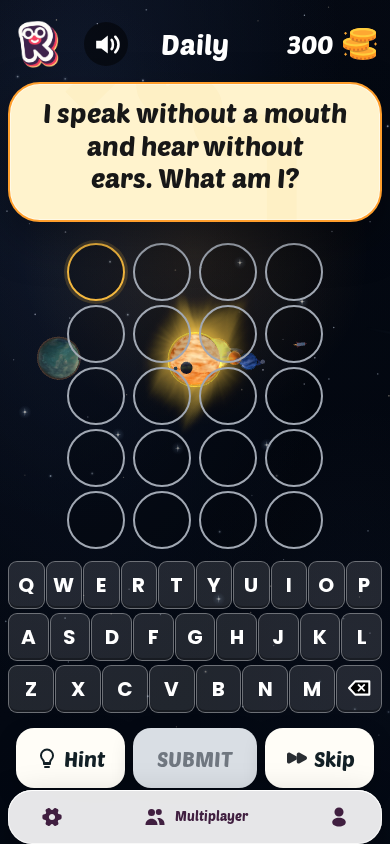 Daily
300
I speak without a mouth
and hear without
ears. What am I?
Q W E R T Y U I O P
A S D F G H J K L
Z X C V B N M
Hint
SUBMIT
Skip
Multiplayer